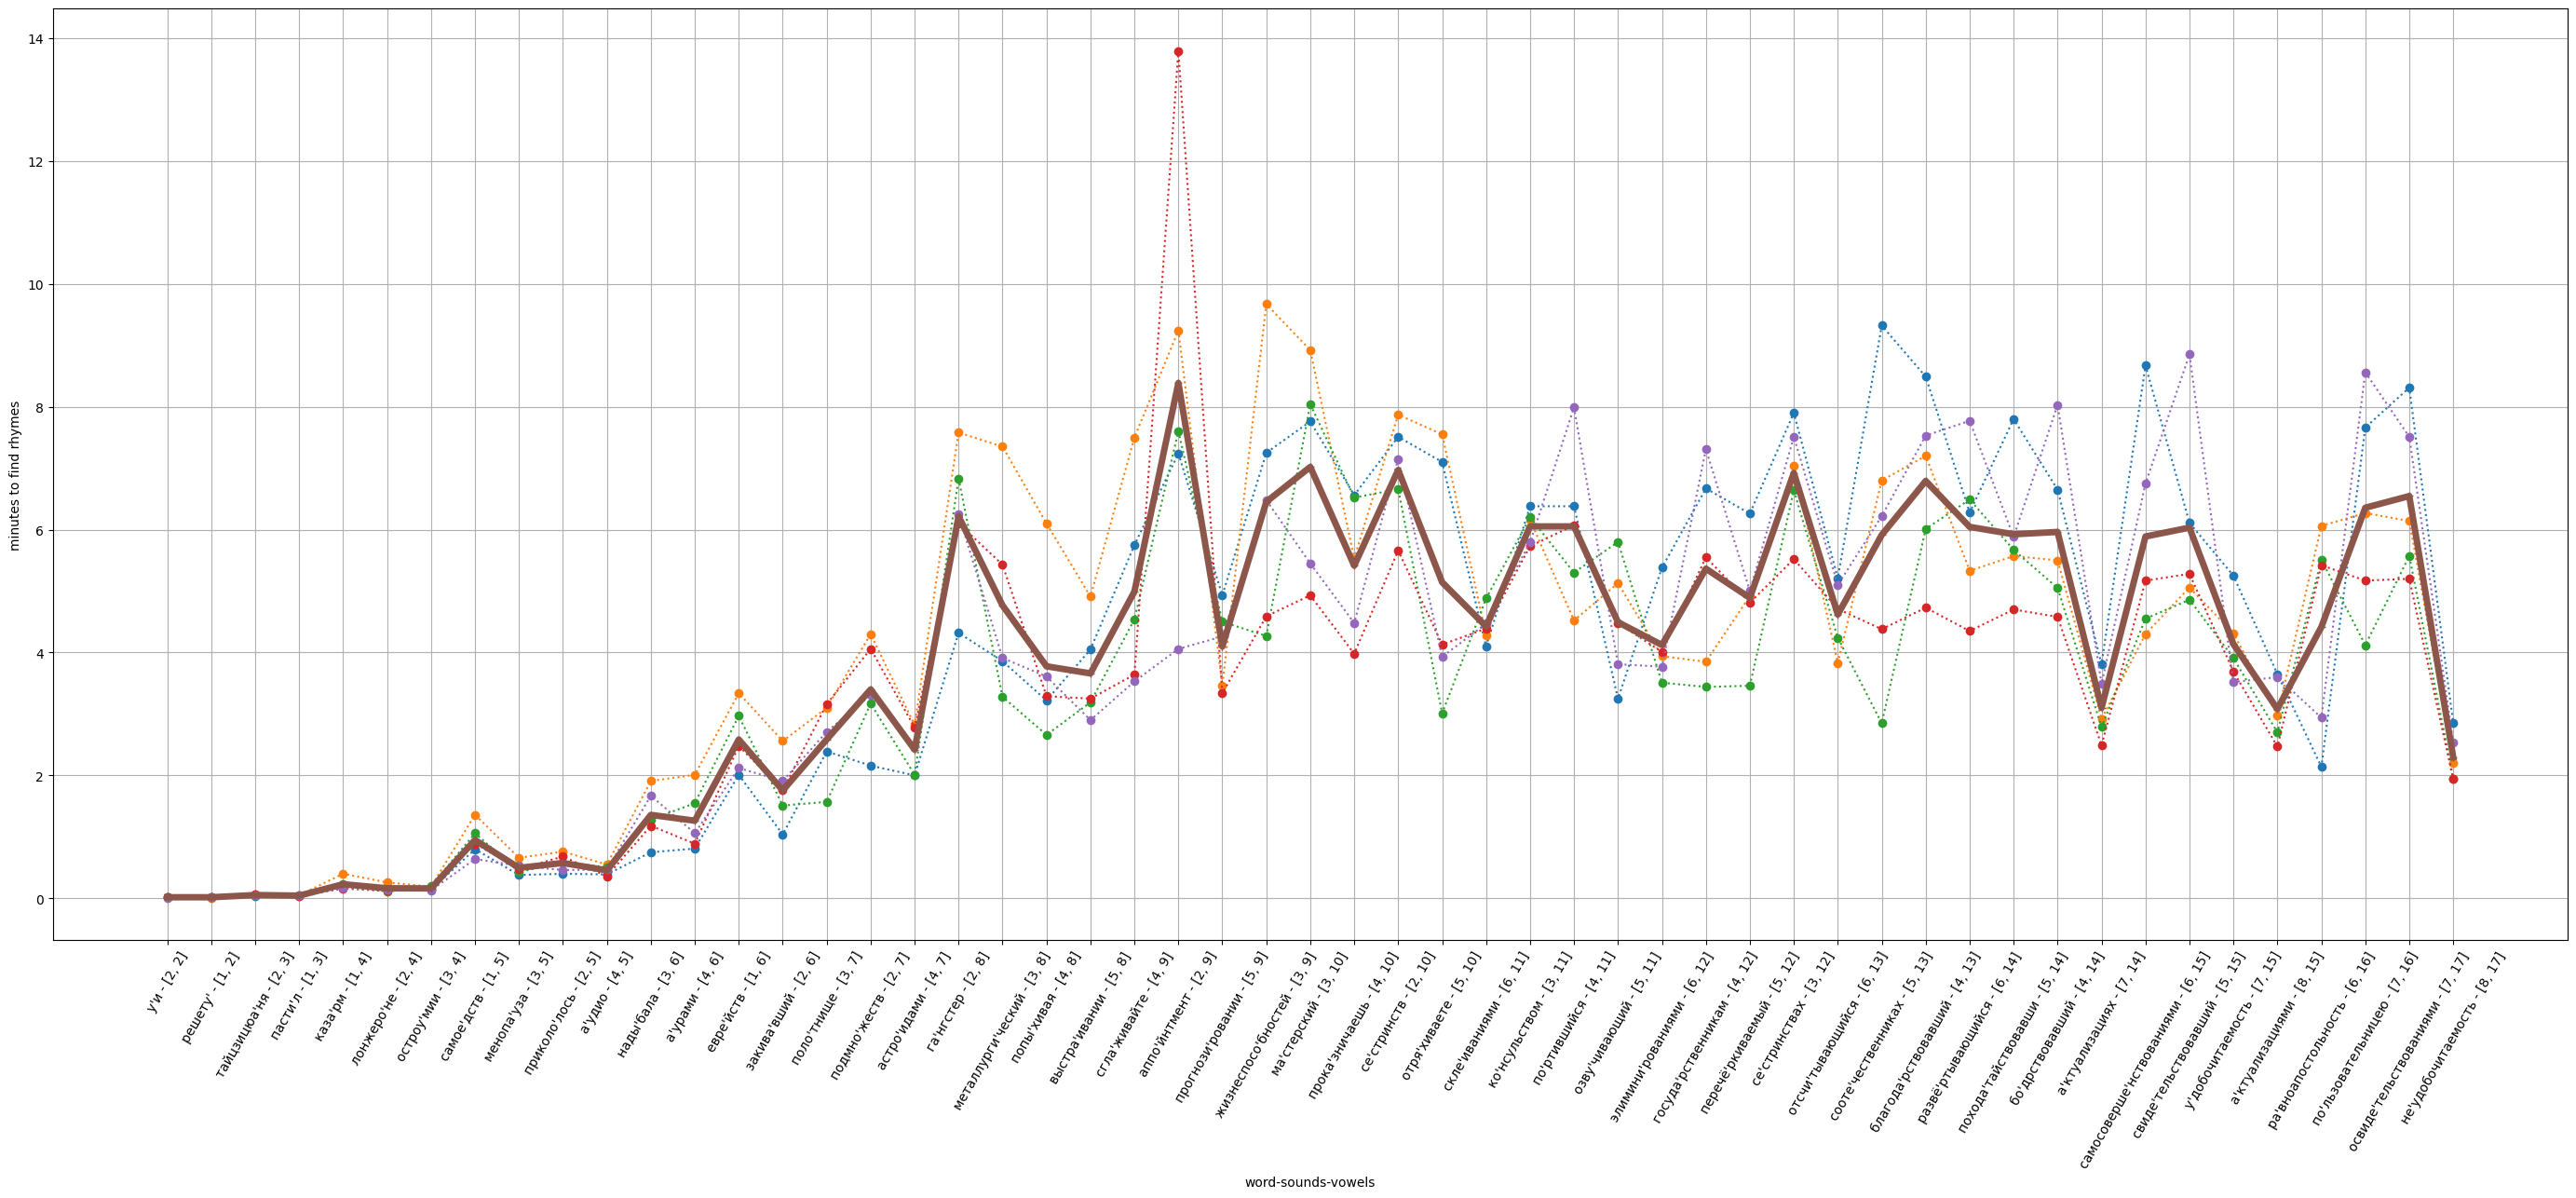 14
12
10
8
6
4
2
0
minutes to find rhymes
у'и - [2, 2]
решету' - [1, 2]
тайцзицюа'ня - [2, 3]
пасти'л - [1, 3]
каза'рм - [1, 4]
лонжеро'не - [2, 4]
остроу'мии - [3, 4]
самое'дств - [1, 5]
менопа'уза - [3, 5]
приколо'лось - [2, 5]
а'удио - [4, 5]
нады'бала - [3, 6]
а'урами - [4, 6]
евре'йств - [1, 6]
закива'вший - [2, 6]
поло'тнище - [3, 7]
подмно'жеств - [2, 7]
астро'идами - [4, 7]
га'нгстер - [2, 8]
металлурги'ческий - [3, 8]
попы'хивая - [4, 8]
выстра'ивании - [5, 8]
сгла'живайте - [4, 9]
аппо'йнтмент - [2, 9]
прогнози'ровании - [5, 9]
жизнеспосо'бностей - [3, 9]
ма'стерский - [3, 10]
прока'зничаешь - [4, 10]
се'стринств - [2, 10]
отря'хиваете - [5, 10]
скле'иваниями - [6, 11]
ко'нсульством - [3, 11]
по'ртившийся - [4, 11]
озву'чивающий - [5, 11]
элимини'рованиями - [6, 12]
госуда'рственникам - [4, 12]
перечё'ркиваемый - [5, 12]
се'стринствах - [3, 12]
отсчи'тывающийся - [6, 13]
сооте'чественниках - [5, 13]
благода'рствовавший - [4, 13]
развё'ртывающийся - [6, 14]
похода'тайствовавши - [5, 14]
бо'дрствовавший - [4, 14]
а'ктуализациях - [7, 14]
самосоверше'нствованиями - [6, 15]
свиде'тельствовавший - [5, 15]
у'добочитаемость - [7, 15]
а'ктуализациями - [8, 15]
ра'вноапостольность - [6, 16]
по'льзовательницею - [7, 16]
освиде'тельствованиями - [7, 17]
не'удобочитаемость - [8, 17]
word-sounds-vowels